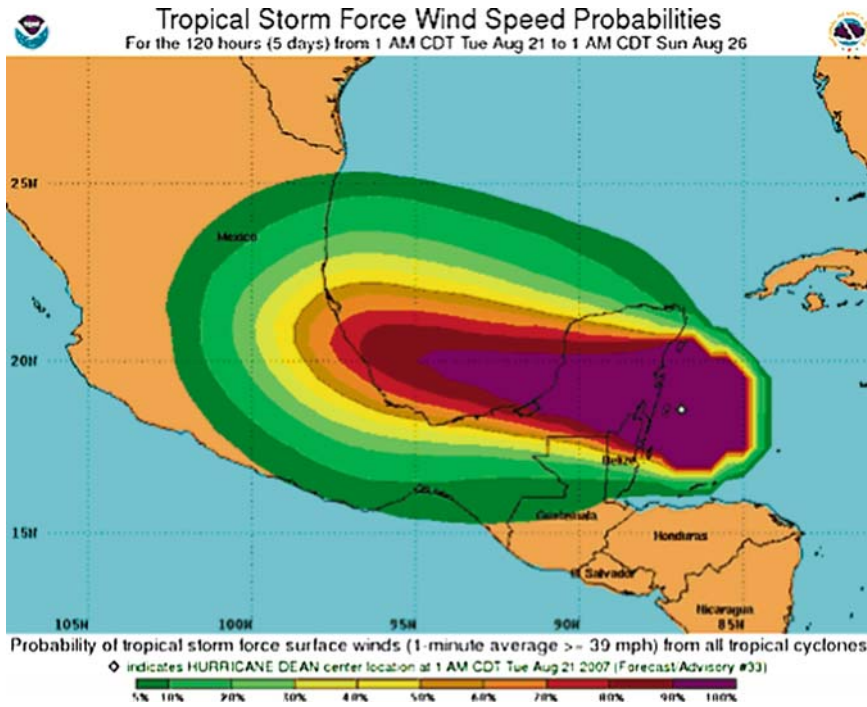 Tropical Storm Force Wind Speed Probabilities
For the 120 hours (5 days) from 1 AM CDT Tue Aug 21 to 1 AM CDT Sun Aug 26
25N
Mexico
20N
Belize
Guatemala
15N
Honduras
El Salvador
Nicaragua
105W 100W 95W 90W 85W
Probability of tropical storm force surface winds (1-minute average >= 39 mph) from all tropical cyclones
indicates HURRICANE DEAN center location at 1 AM CDT Tue Aug 21 2007 (Forecast/Advisory #33)
5% 10% 20% 30% 40% 50% 60% 70% 80% 90% 100%